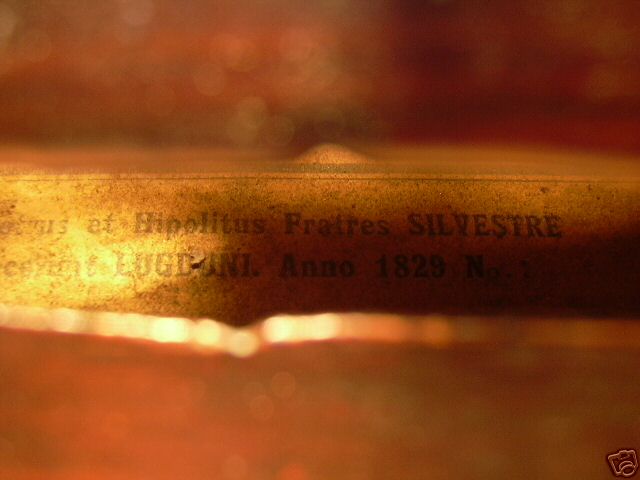 et Hipolitus Fratres SILVESTRE
LUGDUNI. Anno 1829 No. :